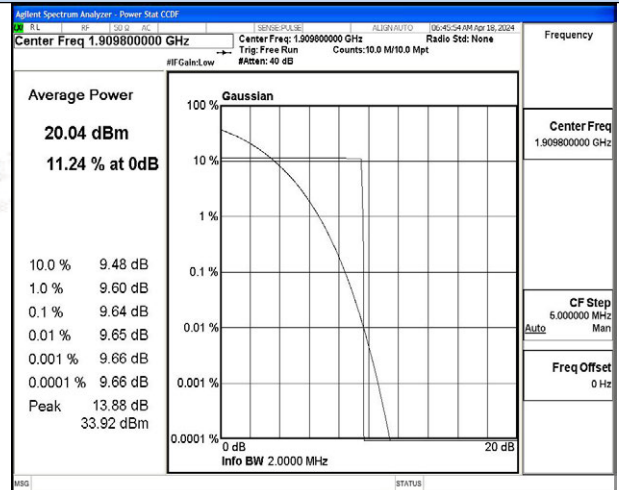 Agilent Spectrum Analyzer - Power Stat CCDF
RL RF 50 Ω AC SENSE:PULSE ALIGNAUTO 06:45:54 AM Apr 18, 2024
Center Freq 1.909800000 GHz
Center Freq: 1.909800000 GHz Radio Std: None
Trig: Free Run Counts:10.0 M/10.0 Mpt
#IFGain:Low #Atten: 40 dB
Frequency
Average Power
20.04 dBm
11.24 % at 0dB
10.0 % 9.48 dB
1.0 % 9.60 dB
0.1 % 9.64 dB
0.01 % 9.65 dB
0.001 % 9.66 dB
0.0001 % 9.66 dB
Peak 13.88 dB
33.92 dBm
Gaussian
100 %
10 %
1 %
0.1 %
0.01 %
0.001 %
0.0001 %
0 dB 20 dB
Info BW 2.0000 MHz
Center Freq
1.909800000 GHz
CF Step
5.000000 MHz
Auto Man
Freq Offset
0 Hz
MSG STATUS